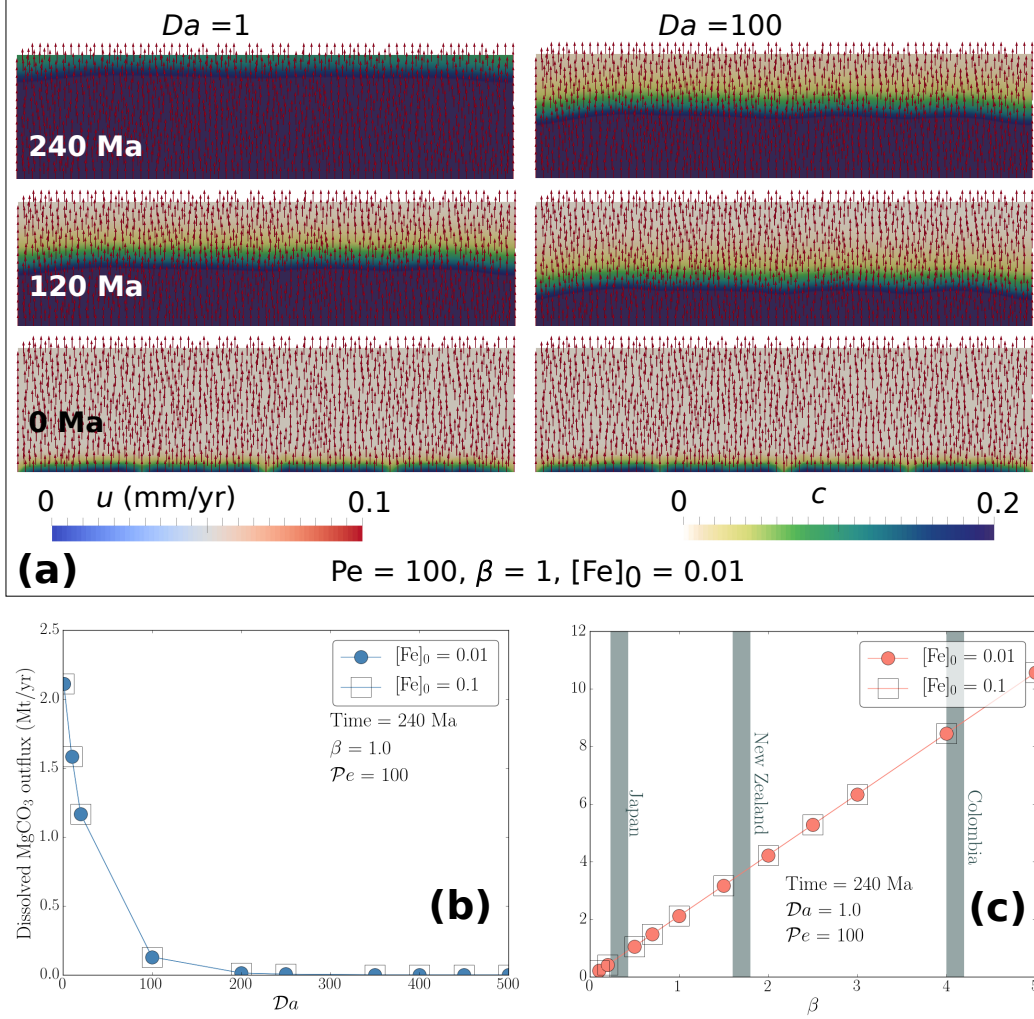 Da =1 Da =100
240 Ma
120 Ma
0 Ma
0 u (mm/yr) 0.1 0 c 0.2
(a) Pe = 100, β = 1, [Fe]0 = 0.01
2.5
2.0
1.5
1.0
0.5
0.0
Dissolved MgCO3 outflux (Mt/yr)
[Fe]0 = 0.01
[Fe]0 = 0.1
Time = 240 Ma
β = 1.0
Pe = 100
(b)
0 100 200 300 400 500
Da
12
10
8
6
4
2
0
[Fe]0 = 0.01
[Fe]0 = 0.1
Japan
New Zealand
Colombia
Time = 240 Ma
Da = 1.0
Pe = 100
(c)
0 1 2 3 4 5
β